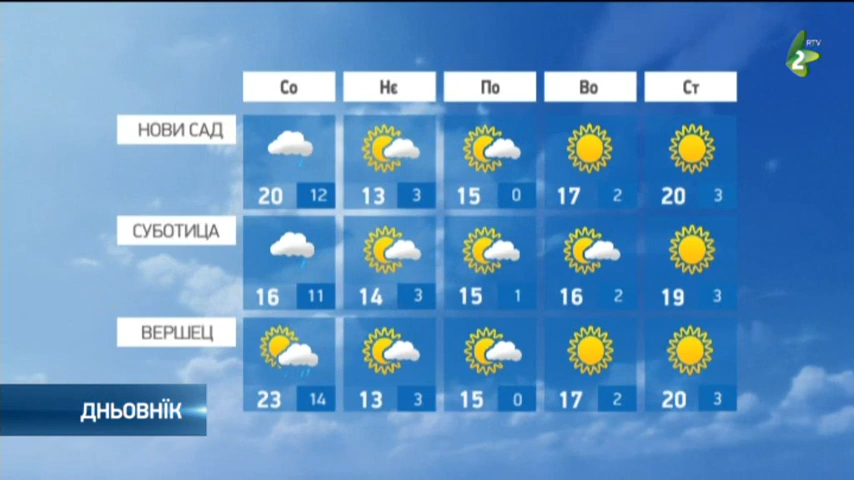 RTV
2
Со Нє По Во Ст
НОВИ САД 20 12 13 3 15 0 17 2 20 3
СУБОТИЦА 16 11 14 3 15 1 16 2 19 3
ВЕРШЕЦ 23 14 13 3 15 0 17 2 20 3
ДНЬОВНЇК